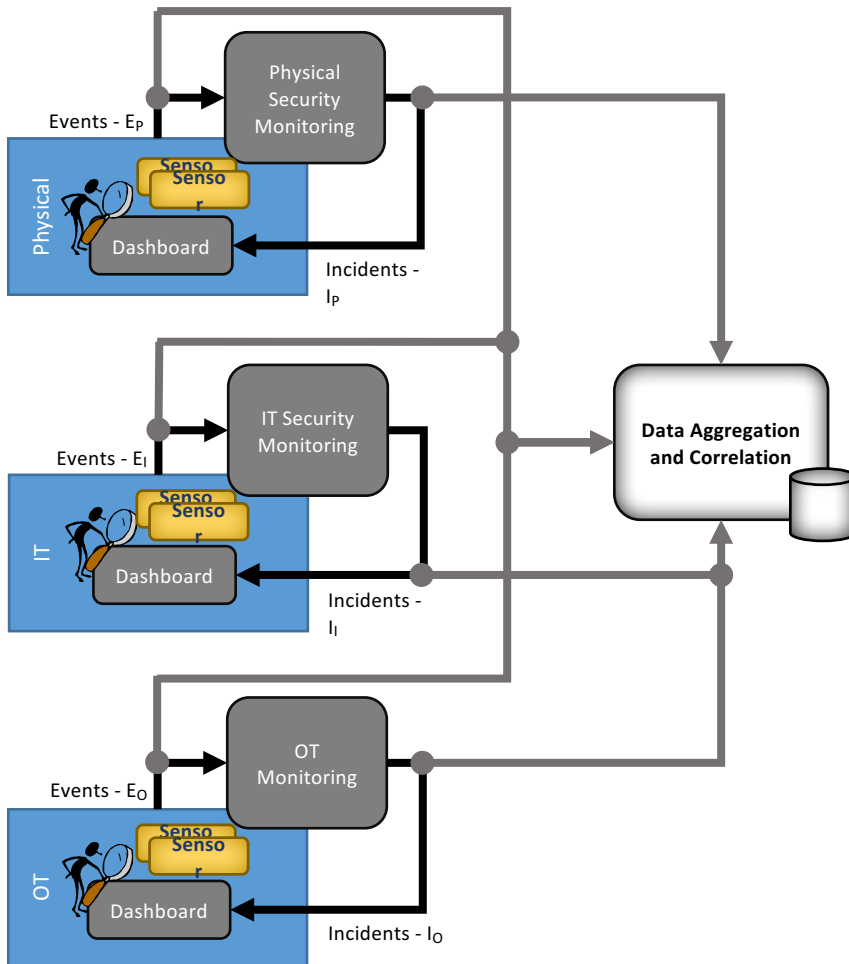 Physical
Security
Monitoring
Events - EP
Senso
Senso
r
Physical
Dashboard
Incidents -
IP
IT Security
Monitoring
Data Aggregation
and Correlation
Events - EI
Senso
Senso
r
IT
Dashboard
Incidents -
II
OT
Monitoring
Events - EO
Senso
Senso
r
OT
Dashboard
Incidents - IO